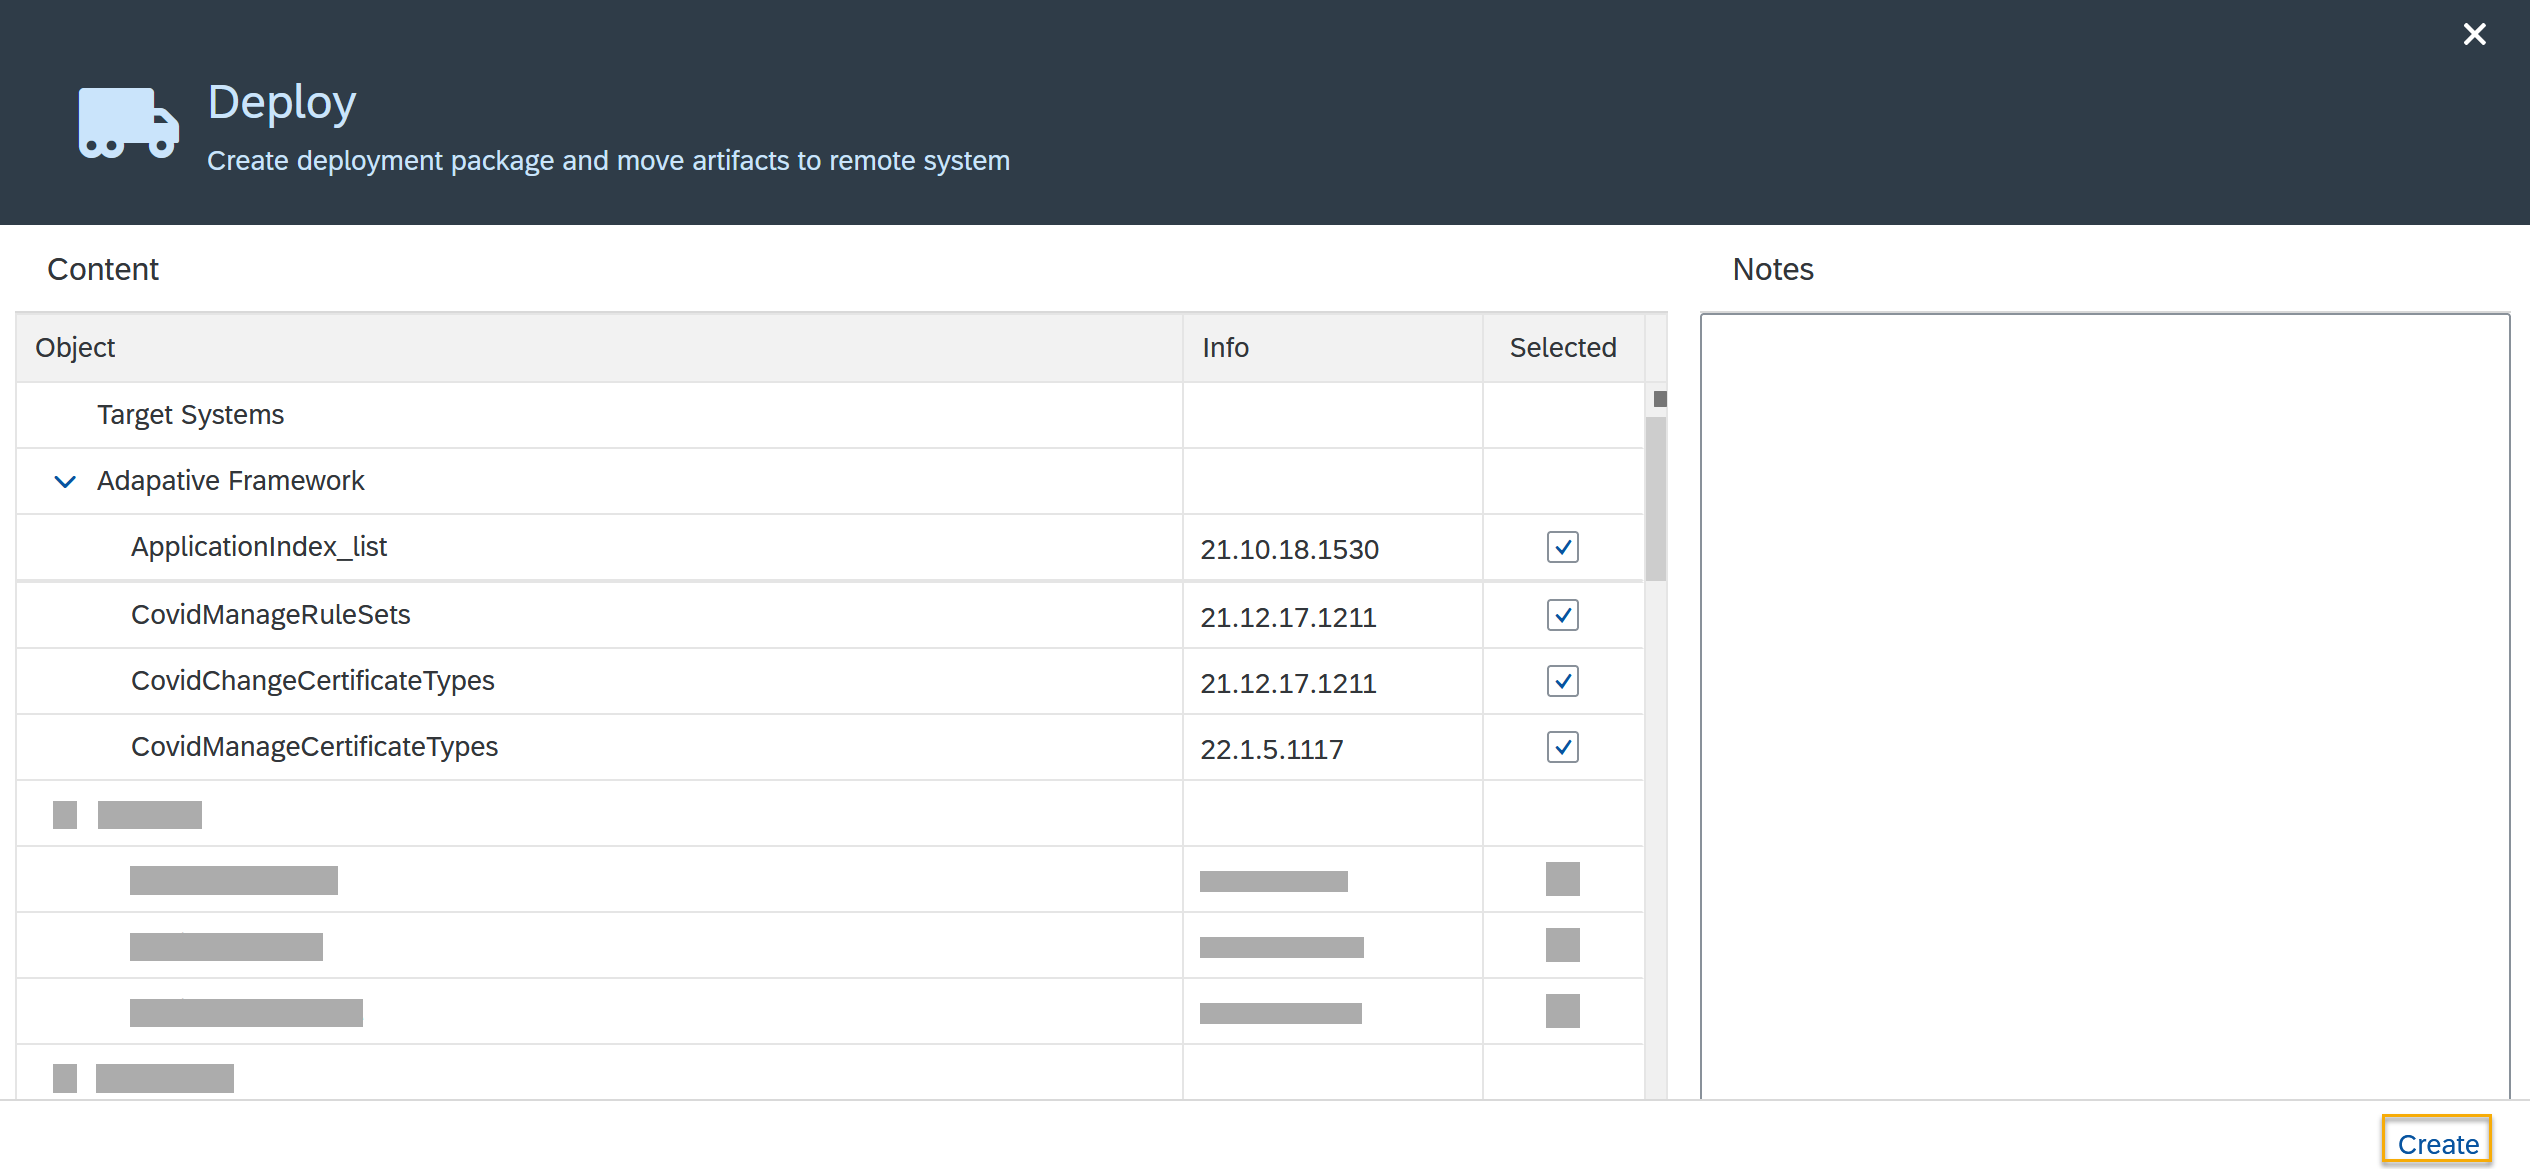 Deploy
Create deployment package and move artifacts to remote system
Content
Notes
Object Info Selected
Target Systems
Adapative Framework
ApplicationIndex_list 21.10.18.1530
CovidManageRuleSets 21.12.17.1211
CovidChangeCertificateTypes 21.12.17.1211
CovidManageCertificateTypes 22.1.5.1117
Create